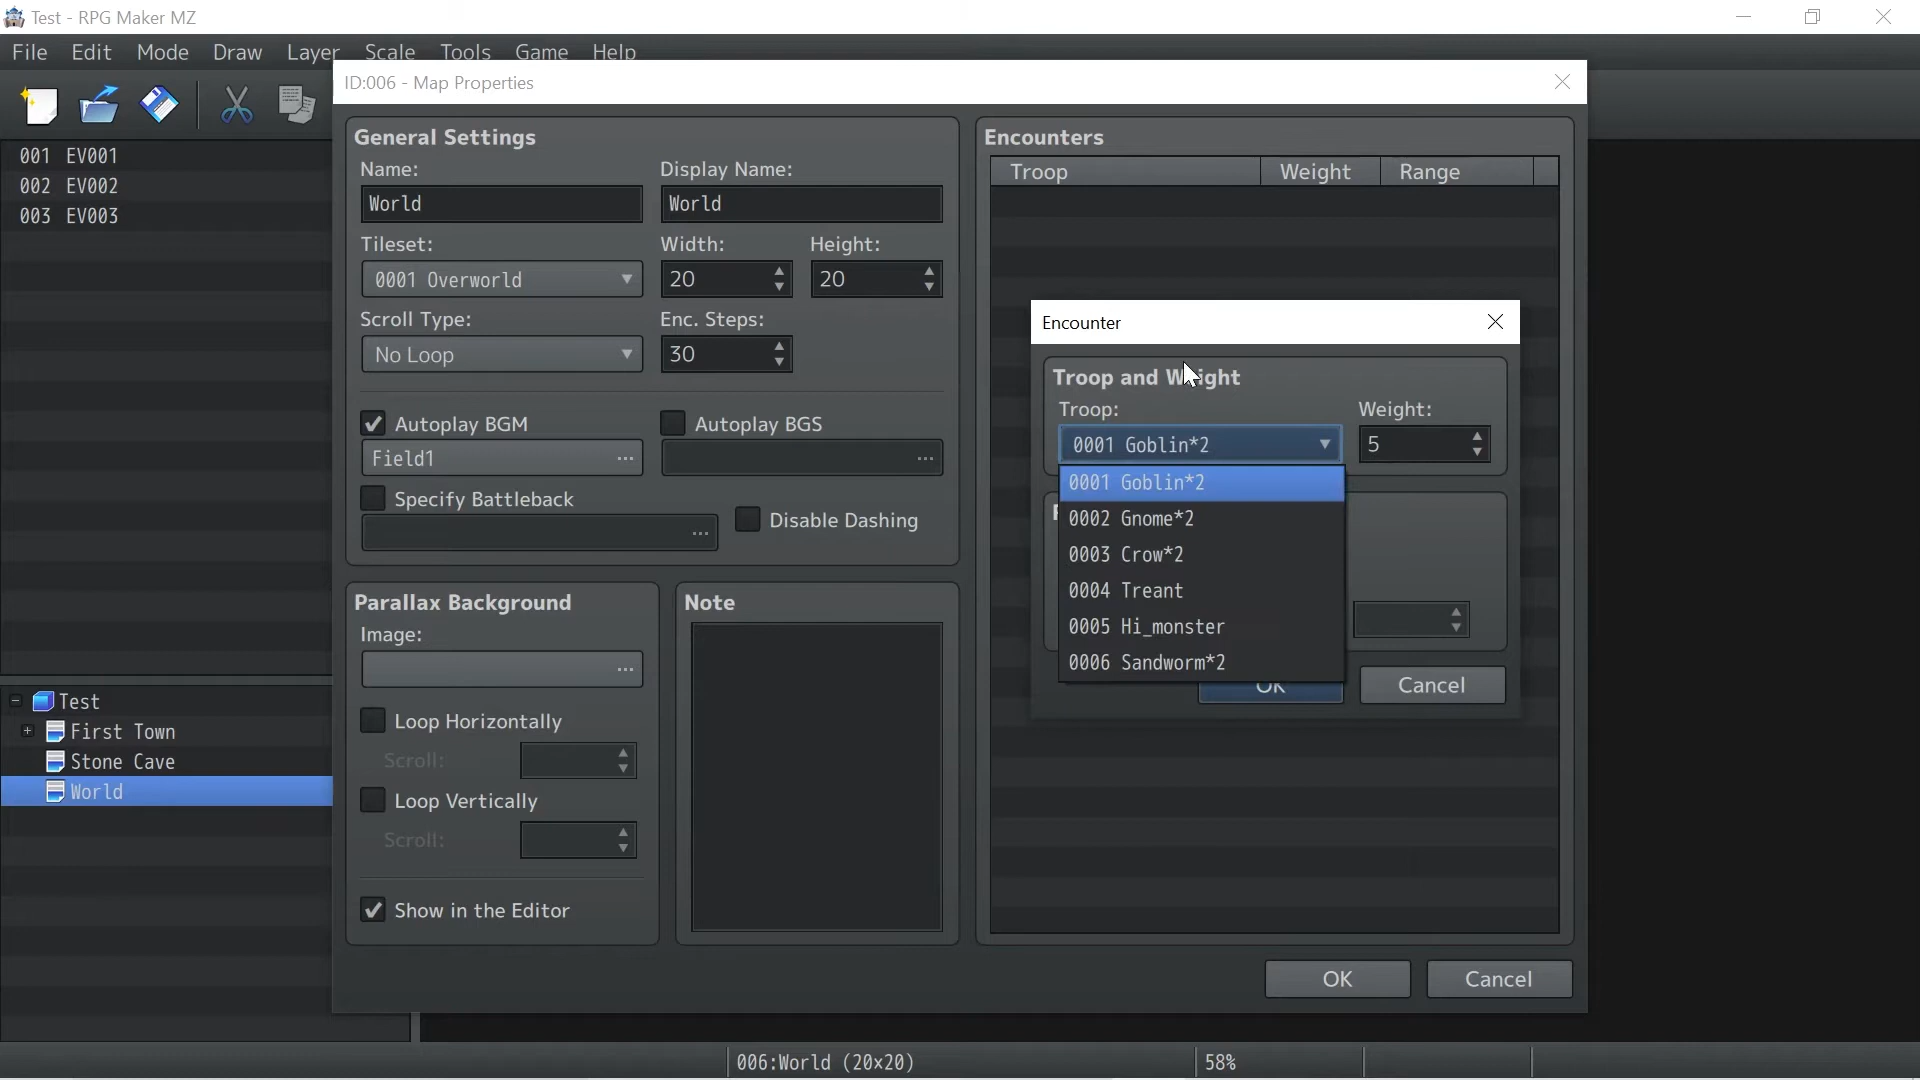 Test - RPG Maker MZ
File Edit Mode Draw Layer Scale Tools Game Help
ID:006 - Map Properties
001 EV001
002 EV002
003 EV003
General Settings
Name:
Display Name:
World
World
Tileset:
Width:
Height:
0001 Overworld
20
20
Scroll Type:
Enc. Steps:
No Loop
30
Autoplay BGM
Autoplay BGS
Field1
...
...
Specify Battleback
...
Disable Dashing
Parallax Background
Image:
...
Loop Horizontally
Scroll:
Loop Vertically
Scroll:
Show in the Editor
Note
Encounters
Troop Weight Range
Encounter
Troop and Weight
Troop:
Weight:
0001 Goblin*2
5
0001 Goblin*2
0002 Gnome*2
0003 Crow*2
0004 Treant
0005 Hi_monster
0006 Sandworm*2
OK
Cancel
OK
Cancel
Test
First Town
Stone Cave
World
006:World (20x20)
58%